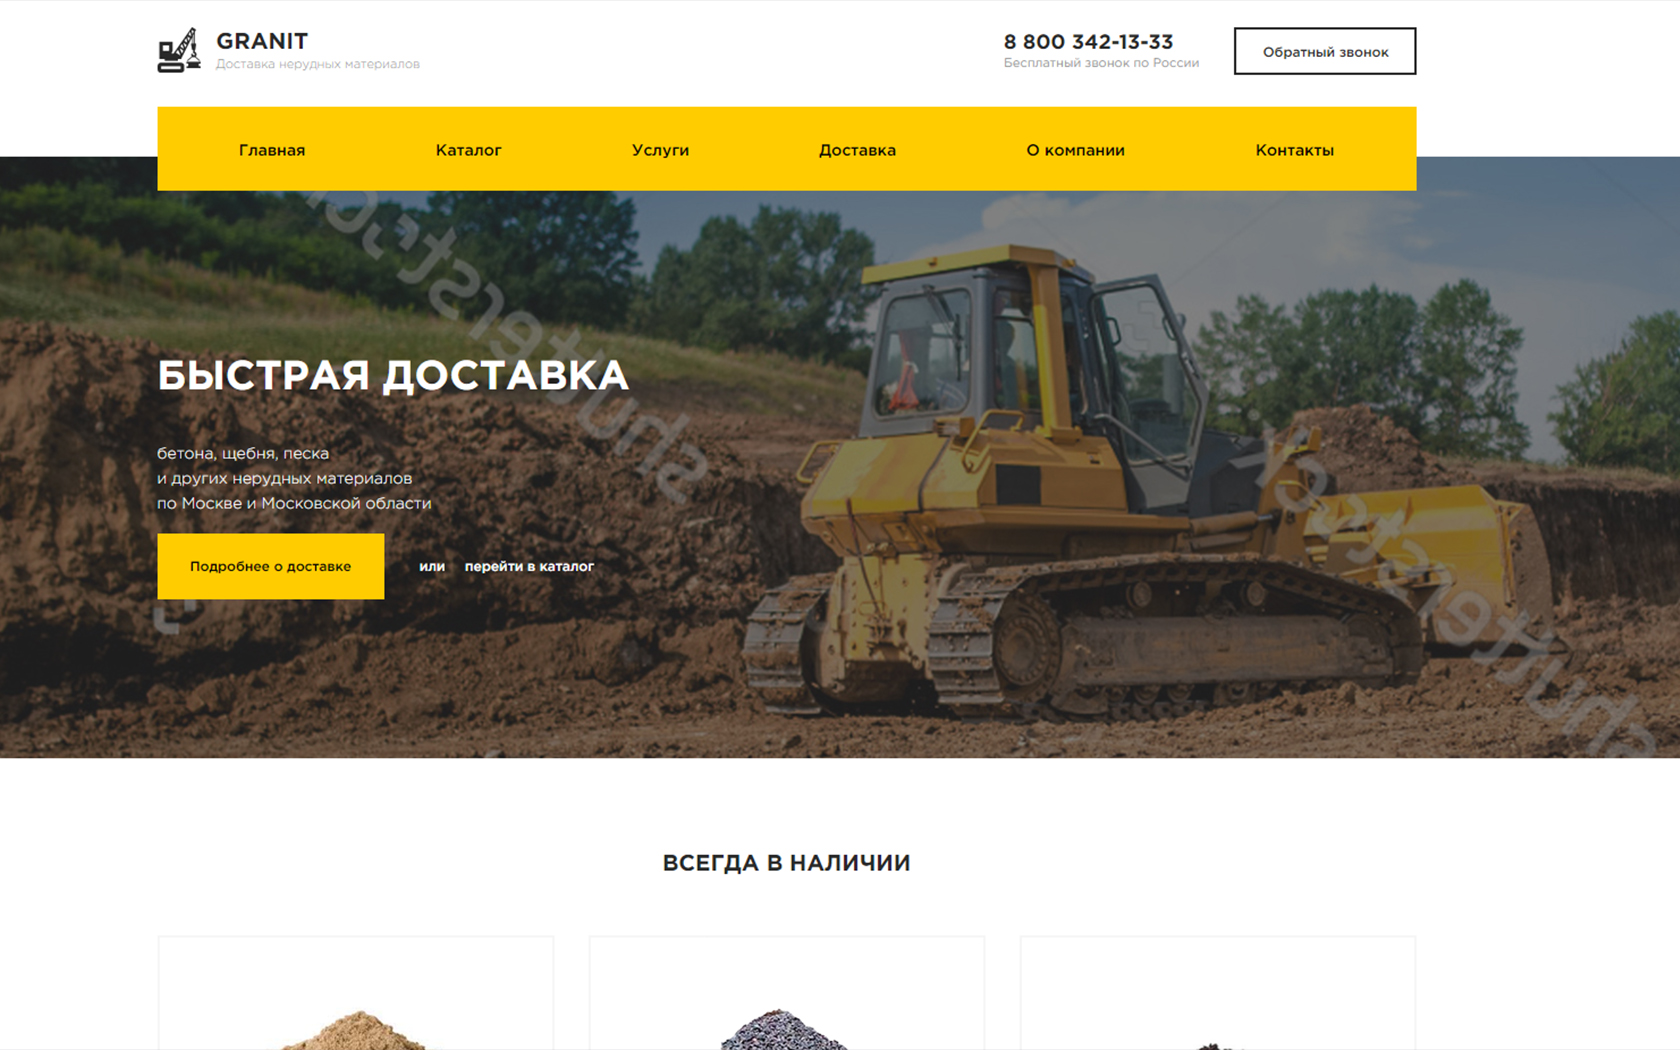 GRANIT
Доставка нерудных материалов
8 800 342-13-33
Бесплатный звонок по России
Обратный звонок
Главная
Каталог
Услуги
Доставка
О компании
Контакты
БЫСТРАЯ ДОСТАВКА
бетона, щебня, песка
и других нерудных материалов
по Москве и Московской области
Подробнее о доставке
или перейти в каталог
ВСЕГДА В НАЛИЧИИ